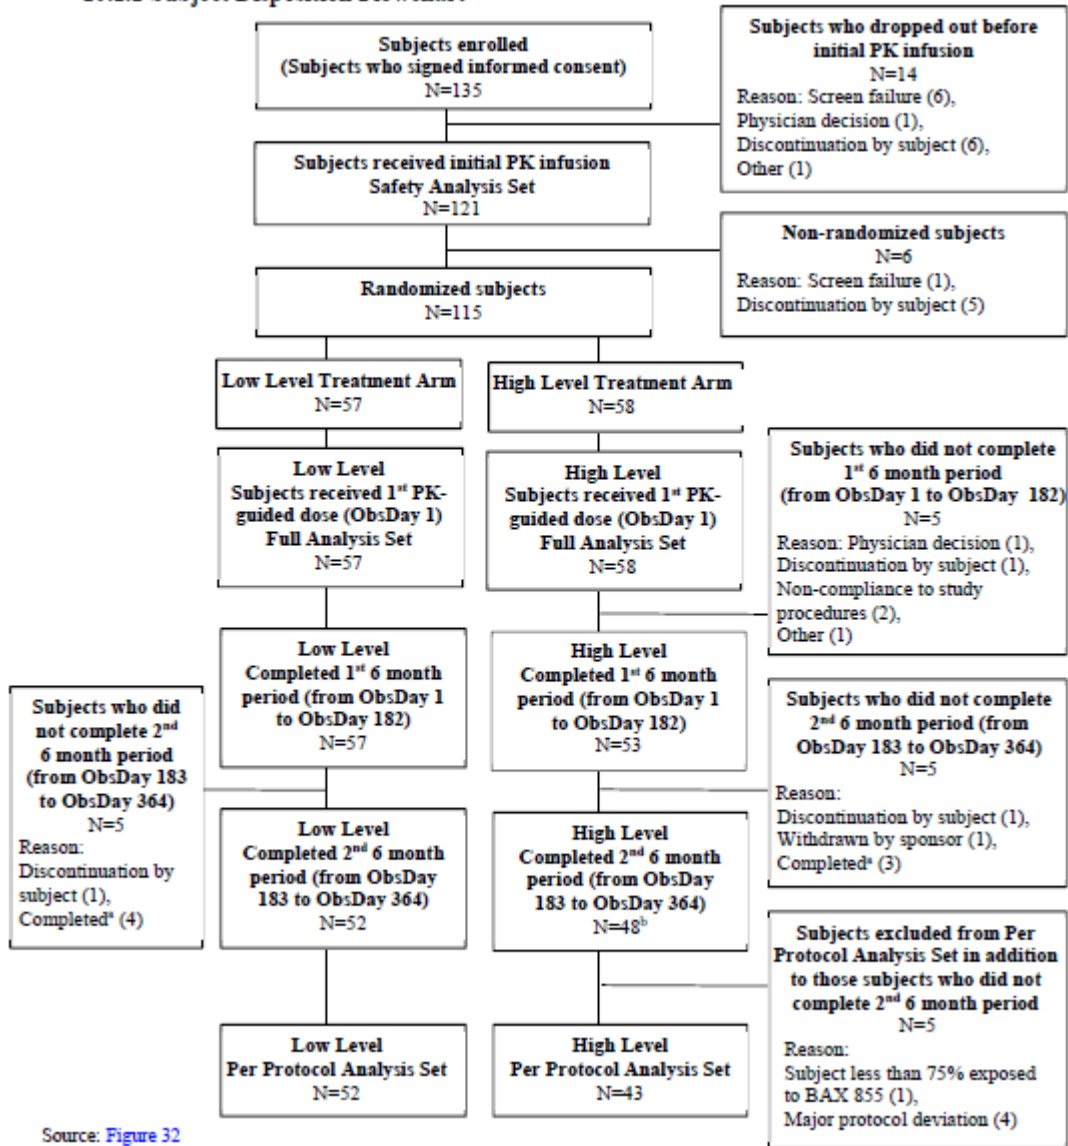 Subjects enrolled
(Subjects who signed informed consent)
N=135
Subjects who dropped out before
initial PK infusion
N=14
Reason: Screen failure (6),
Physician decision (1),
Discontinuation by subject (6),
Other (1)
Subjects received initial PK infusion
Safety Analysis Set
N=121
Non-randomized subjects
N=6
Reason: Screen failure (1),
Discontinuation by subject (5)
Randomized subjects
N=115
Low Level Treatment Arm
N=57
High Level Treatment Arm
N=58
Low Level
Subjects received 1st PK-
guided dose (ObsDay 1)
Full Analysis Set
N=57
High Level
Subjects received 1st PK-
guided dose (ObsDay 1)
Full Analysis Set
N=58
Subjects who did not complete
1st 6 month period
(from ObsDay 1 to ObsDay 182)
N=5
Reason: Physician decision (1),
Discontinuation by subject (1),
Non-compliance to study
procedures (2),
Other (1)
Low Level
Completed 1st 6 month
period (from ObsDay 1
to ObsDay 182)
N=57
High Level
Completed 1st 6 month
period (from ObsDay 1
to ObsDay 182)
N=53
Subjects who did
not complete 2nd
6 month period
(from ObsDay 183
to ObsDay 364)
N=5
Reason:
Discontinuation by
subject (1),
Completeda (4)
Subjects who did not complete
2nd 6 month period (from
ObsDay 183 to ObsDay 364)
N=5
Reason:
Discontinuation by subject (1),
Withdrawn by sponsor (1),
Completeda (3)
Low Level
Completed 2nd 6 month
period (from ObsDay
183 to ObsDay 364)
N=52
High Level
Completed 2nd 6 month
period (from ObsDay
183 to ObsDay 364)
N=48b
Subjects excluded from Per
Protocol Analysis Set in addition
to those subjects who did not
complete 2nd 6 month period
N=5
Reason:
Subject less than 75% exposed
to BAX 855 (1),
Major protocol deviation (4)
Low Level
Per Protocol Analysis Set
N=52
High Level
Per Protocol Analysis Set
N=43
Source: Figure 32